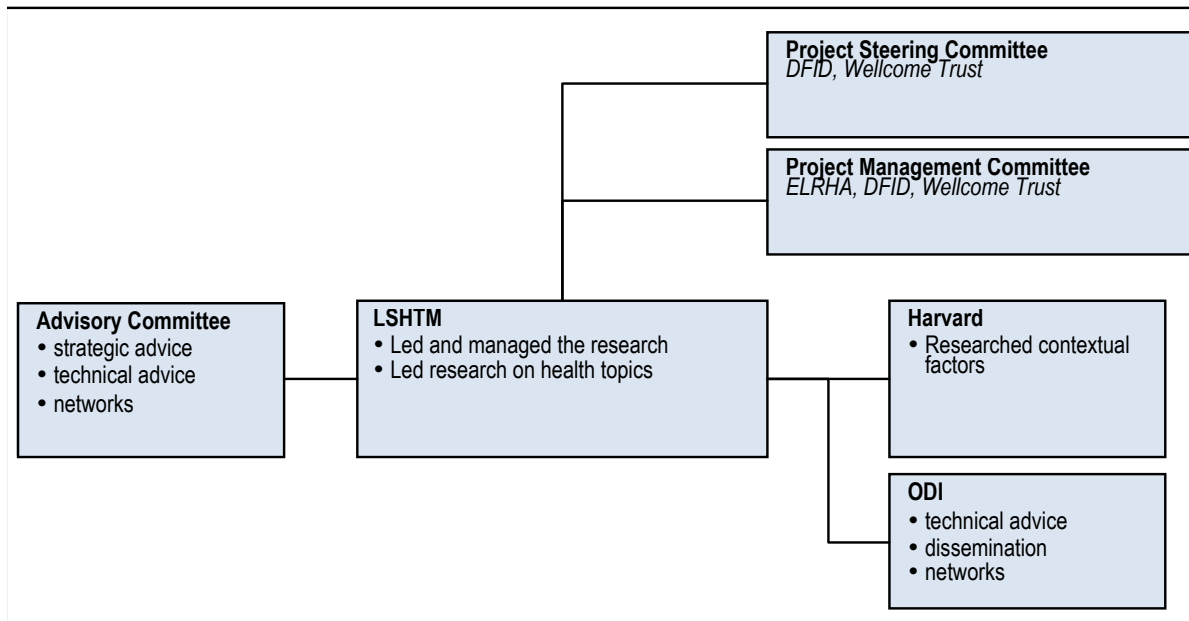 Project Steering Committee
DFID, Wellcome Trust
Project Management Committee
ELRHA, DFID, Wellcome Trust
Advisory Committee
• strategic advice
• technical advice
• networks
LSHTM
• Led and managed the research
• Led research on health topics
Harvard
• Researched contextual
factors
ODI
• technical advice
• dissemination
• networks